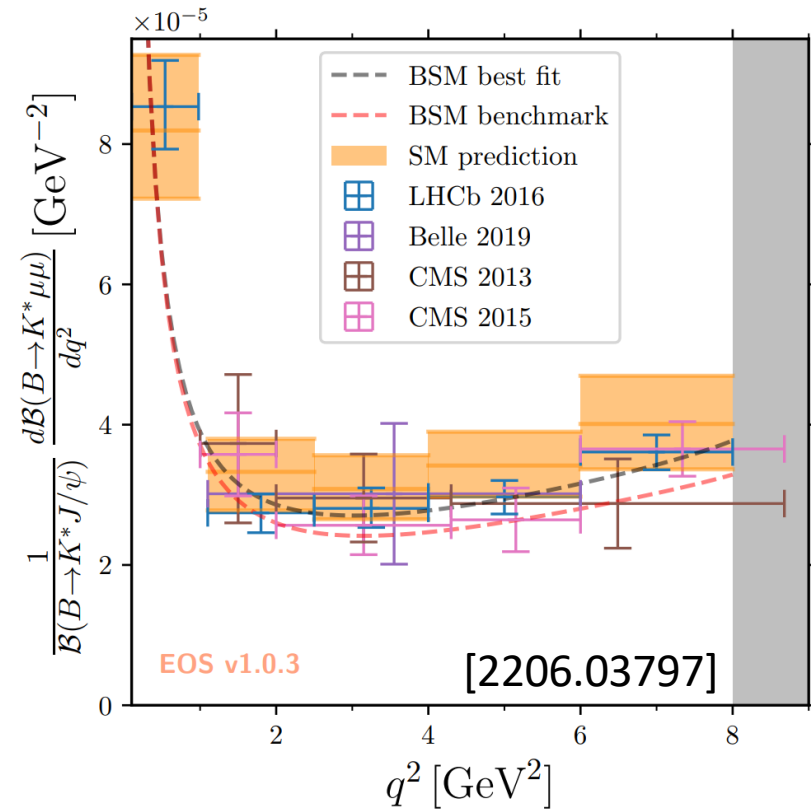 ×10⁻⁵
BSM best fit
BSM benchmark
SM prediction
LHCb 2016
Belle 2019
CMS 2013
CMS 2015
8
6
4
2
0
1/𝓑(B→K*J/ψ) d𝓑(B→K*μμ)/dq² [GeV⁻²]
EOS v1.0.3
[2206.03797]
2 4 6 8
q² [GeV²]